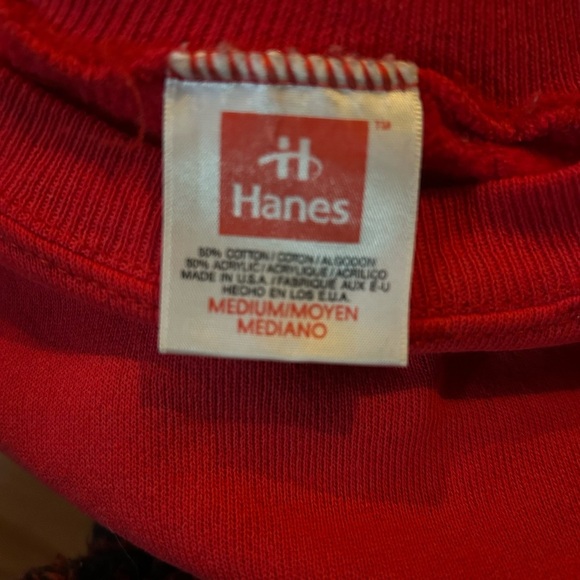 TM
H
Hanes
50% COTTON/COTON/ALGODON
50% ACRYLIC/ACRYLIQUE/ACRILICO
MADE IN U.S.A./FABRIQUE AUX É-U
HECHO EN LOS E.U.A.
MEDIUM/MOYEN
MEDIANO